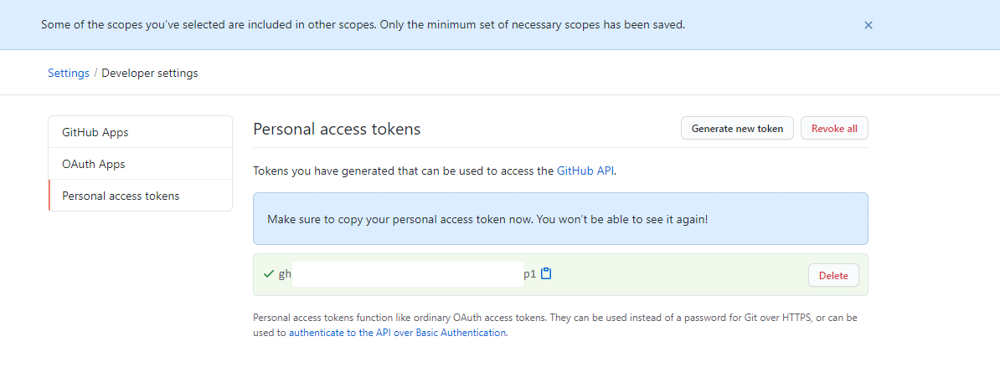 Some of the scopes you've selected are included in other scopes. Only the minimum set of necessary scopes has been saved.
Settings / Developer settings
GitHub Apps
OAuth Apps
Personal access tokens
Personal access tokens
Generate new token
Revoke all
Tokens you have generated that can be used to access the GitHub API.
Make sure to copy your personal access token now. You won't be able to see it again!
gh
p1
Delete
Personal access tokens function like ordinary OAuth access tokens. They can be used instead of a password for Git over HTTPS, or can be
used to authenticate to the API over Basic Authentication.